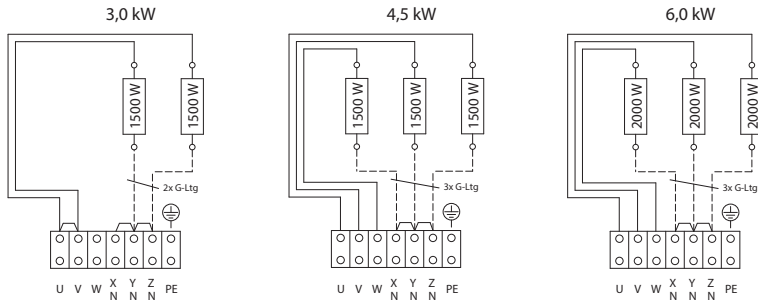 3,0 kW
1500 W
1500 W
2x G-Ltg
U V W X Y Z PE
N N N
4,5 kW
1500 W
1500 W
1500 W
3x G-Ltg
U V W X Y Z PE
N N N
6,0 kW
2000 W
2000 W
2000 W
3x G-Ltg
U V W X Y Z PE
N N N